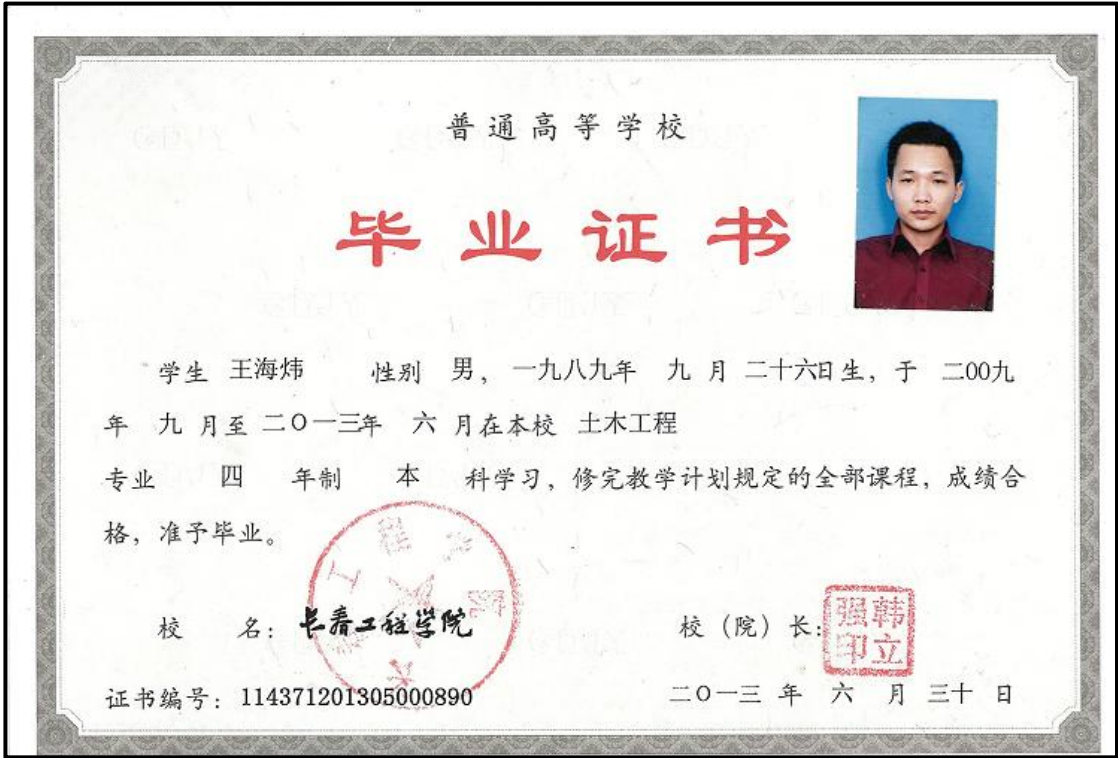 普通高等学校
毕业证书
学生 王海炜 性别 男，一九八九年 九 月 二十六日生，于 二00九
年 九 月至 二〇一三年 六 月在本校 土木工程
专业 四 年制 本 科学习，修完教学计划规定的全部课程，成绩合
格，准予毕业。
校 名：长春工程学院 校（院）长：韩立强印
证书编号：114371201305000890 二〇一三 年 六 月 三十 日